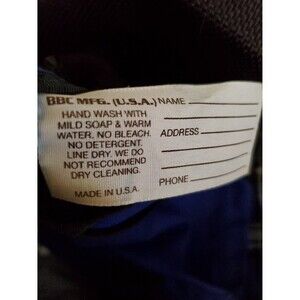 BBC MFG. (U.S.A.) NAME
HAND WASH WITH
MILD SOAP & WARM
WATER. NO BLEACH. ADDRESS
NO DETERGENT.
LINE DRY. WE DO
NOT RECOMMEND
DRY CLEANING. PHONE
MADE IN U.S.A.